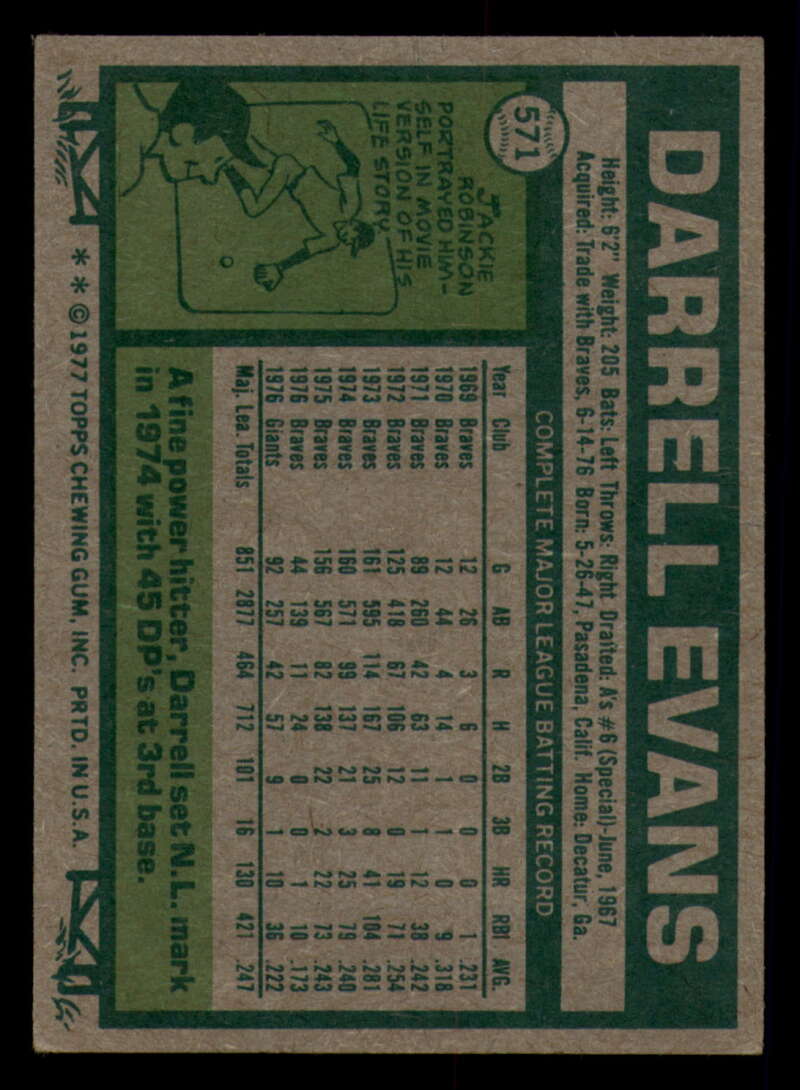 DARRELL EVANS
Height: 6'2" Weight: 205 Bats: Left Throws: Right Drafted: A's #6 (Special)-June, 1967
Acquired: Trade with Braves, 6-14-76 Born: 5-26-47, Pasadena, Calif. Home: Decatur, Ga.
571
JACKIE
ROBINSON
PORTRAYED HIM-
SELF IN MOVIE
VERSION OF HIS
LIFE STORY
COMPLETE MAJOR LEAGUE BATTING RECORD
Year Club G AB R H 2B 3B HR RBI AVG.
1969 Braves 12 26 3 6 0 0 0 1 .231
1970 Braves 12 44 4 14 1 1 0 9 .318
1971 Braves 89 260 42 63 11 1 12 38 .242
1972 Braves 125 418 67 106 12 0 19 71 .254
1973 Braves 161 595 114 167 25 8 41 104 .281
1974 Braves 160 571 99 137 21 3 25 79 .240
1975 Braves 156 567 82 138 22 2 22 73 .243
1976 Braves 44 139 11 24 0 0 1 10 .173
1976 Giants 92 257 42 57 9 1 10 36 .222
Maj. Lea. Totals 851 2877 464 712 101 16 130 421 .247
A fine power hitter, Darrell set N.L. mark
in 1974 with 45 DP's at 3rd base.
* * ©1977 TOPPS CHEWING GUM, INC. PRTD. IN U.S.A.